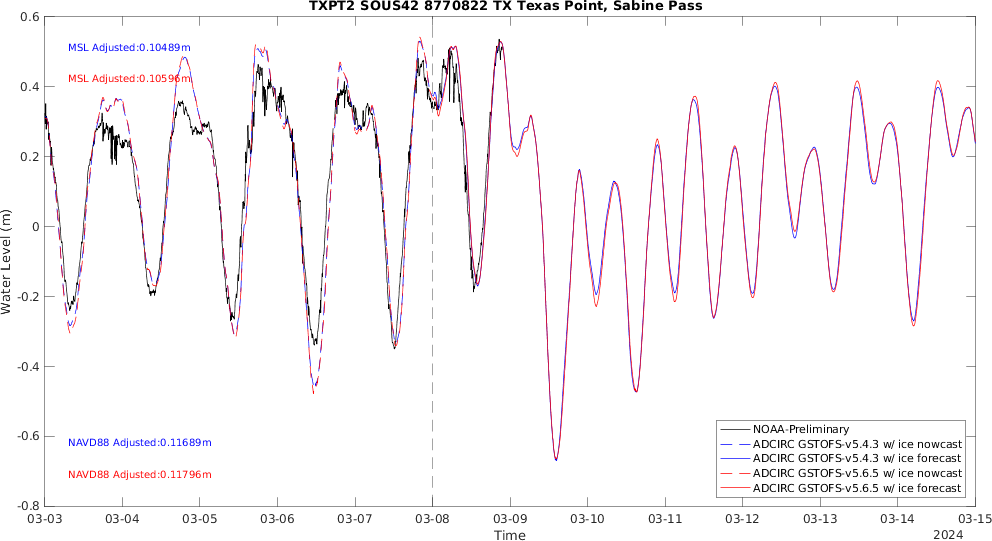 TXPT2 SOUS42 8770822 TX Texas Point, Sabine Pass
0.6
0.4
0.2
0
-0.2
-0.4
-0.6
-0.8
Water Level (m)
MSL Adjusted:0.10489m
MSL Adjusted:0.10596m
NAVD88 Adjusted:0.11689m
NAVD88 Adjusted:0.11796m
NOAA-Preliminary
ADCIRC GSTOFS-v5.4.3 w/ ice nowcast
ADCIRC GSTOFS-v5.4.3 w/ ice forecast
ADCIRC GSTOFS-v5.6.5 w/ ice nowcast
ADCIRC GSTOFS-v5.6.5 w/ ice forecast
03-03 03-04 03-05 03-06 03-07 03-08 03-09 03-10 03-11 03-12 03-13 03-14 03-15
Time
2024